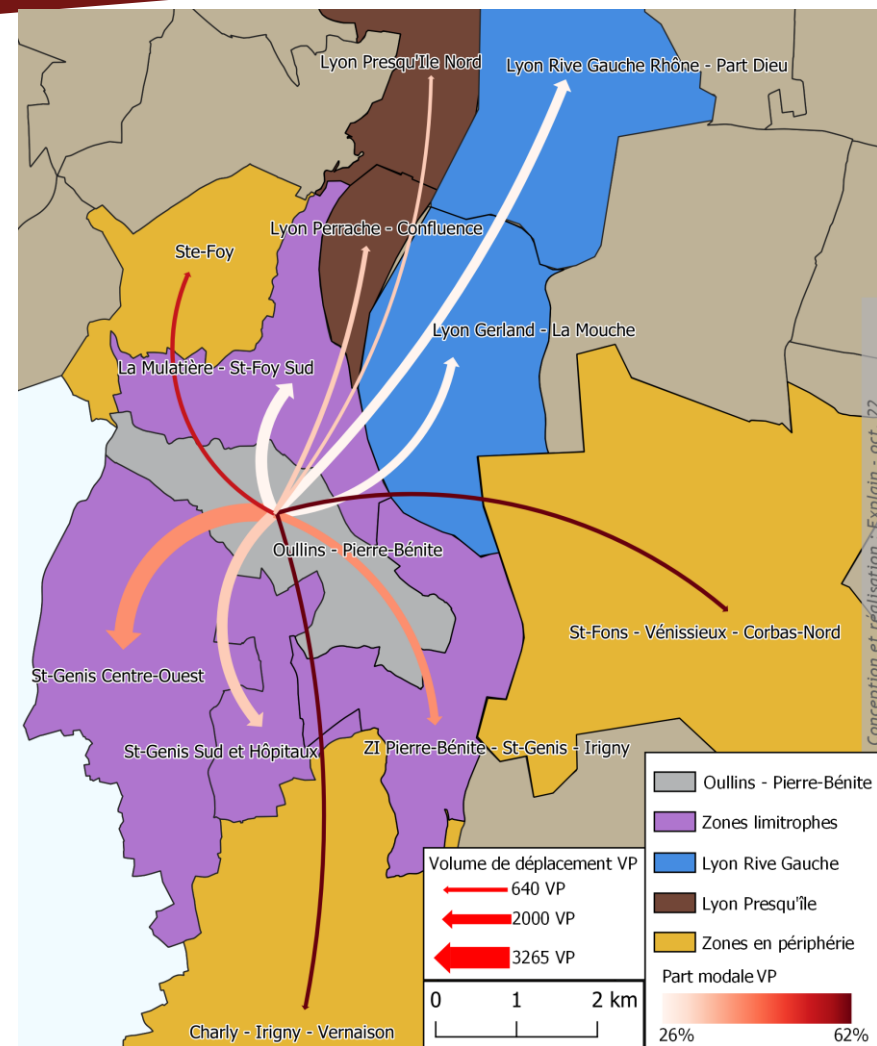 Lyon Presqu'Ile Nord
Lyon Rive Gauche Rhône - Part Dieu
Lyon Perrache - Confluence
Ste-Foy
Lyon Gerland - La Mouche
La Mulatière - St-Foy Sud
Oullins - Pierre-Bénite
St-Fons - Vénissieux - Corbas-Nord
St-Genis Centre-Ouest
St-Genis Sud et Hôpitaux
ZI Pierre-Bénite - St-Genis - Irigny
Charly - Irigny - Vernaison
Conception et réalisation : Explain - oct. 22
Volume de déplacement VP
640 VP
2000 VP
3265 VP
0 1 2 km
Oullins - Pierre-Bénite
Zones limitrophes
Lyon Rive Gauche
Lyon Presqu'île
Zones en périphérie
Part modale VP
26% 62%